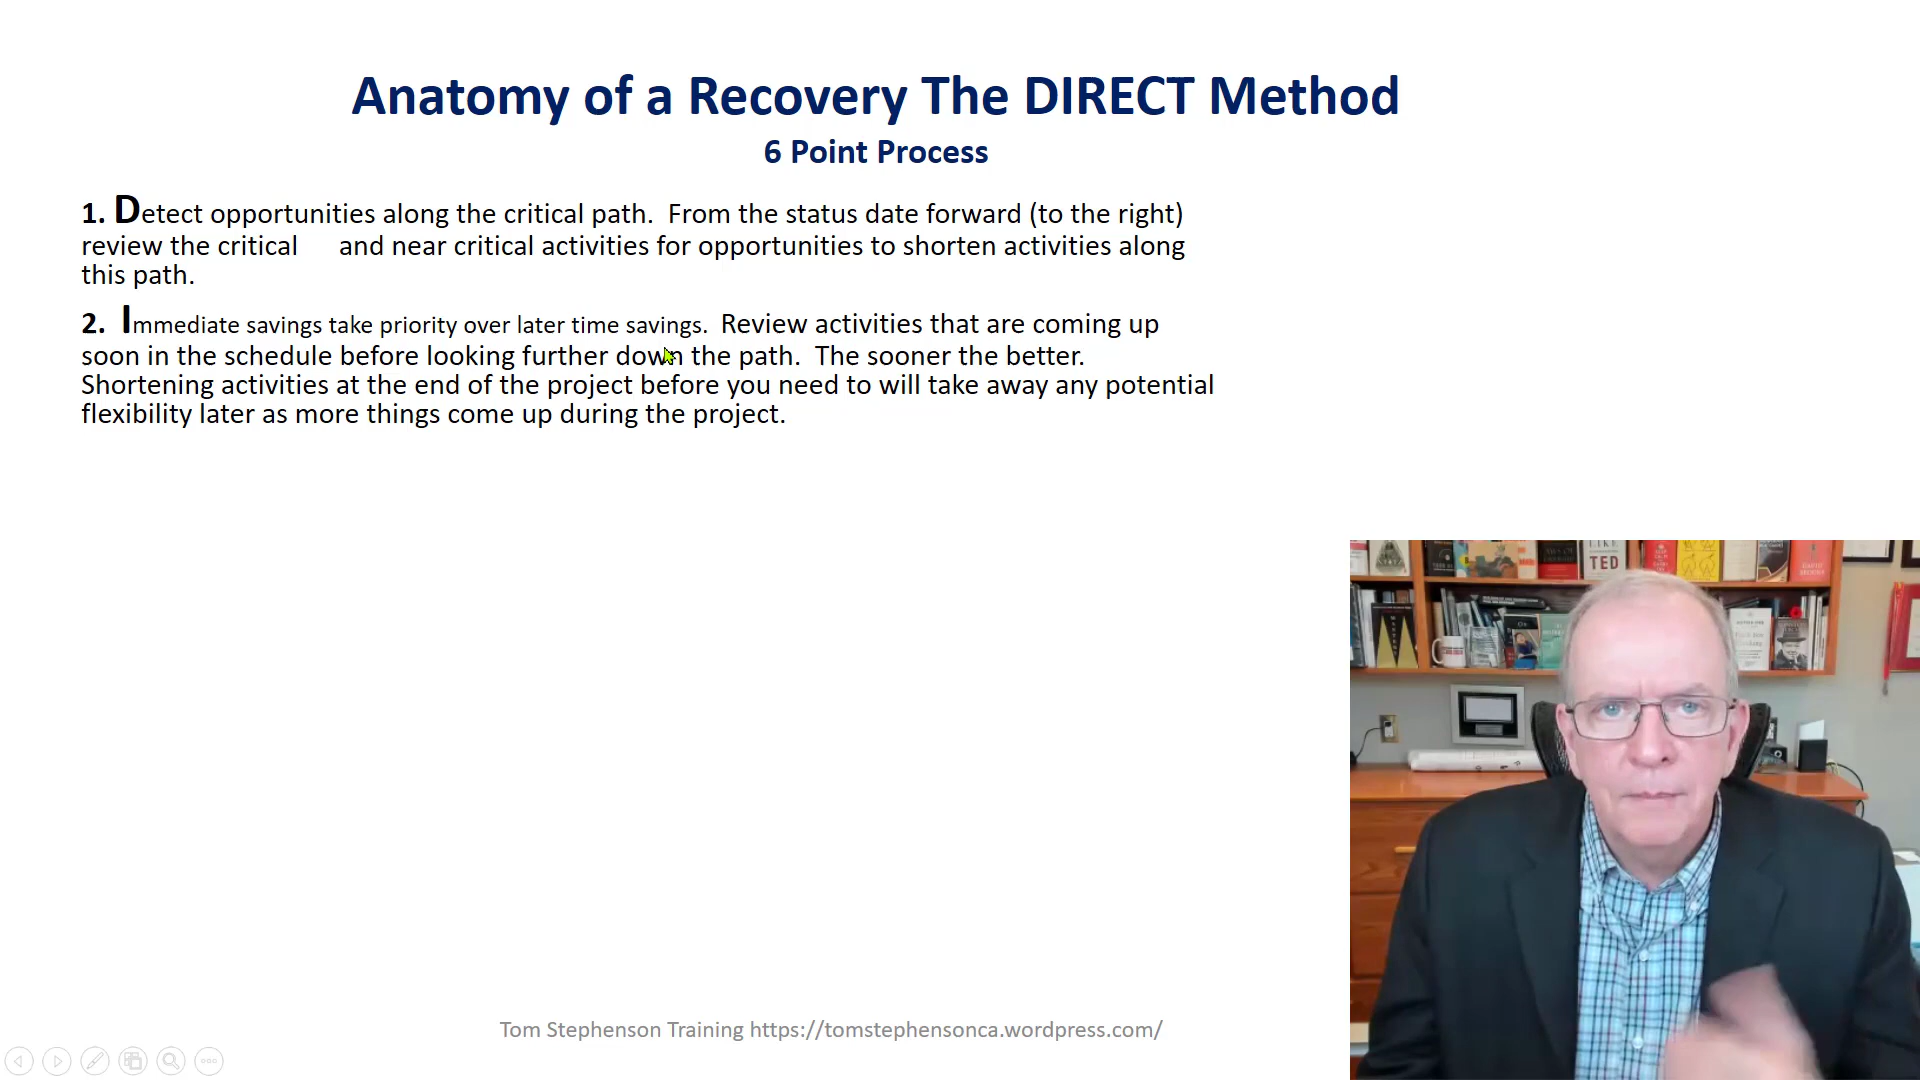 Anatomy of a Recovery The DIRECT Method
6 Point Process
1. Detect opportunities along the critical path. From the status date forward (to the right)
review the critical and near critical activities for opportunities to shorten activities along
this path.
2. Immediate savings take priority over later time savings. Review activities that are coming up
soon in the schedule before looking further down the path. The sooner the better.
Shortening activities at the end of the project before you need to will take away any potential
flexibility later as more things come up during the project.
LIKE
TED
Tom Stephenson Training https://tomstephensonca.wordpress.com/